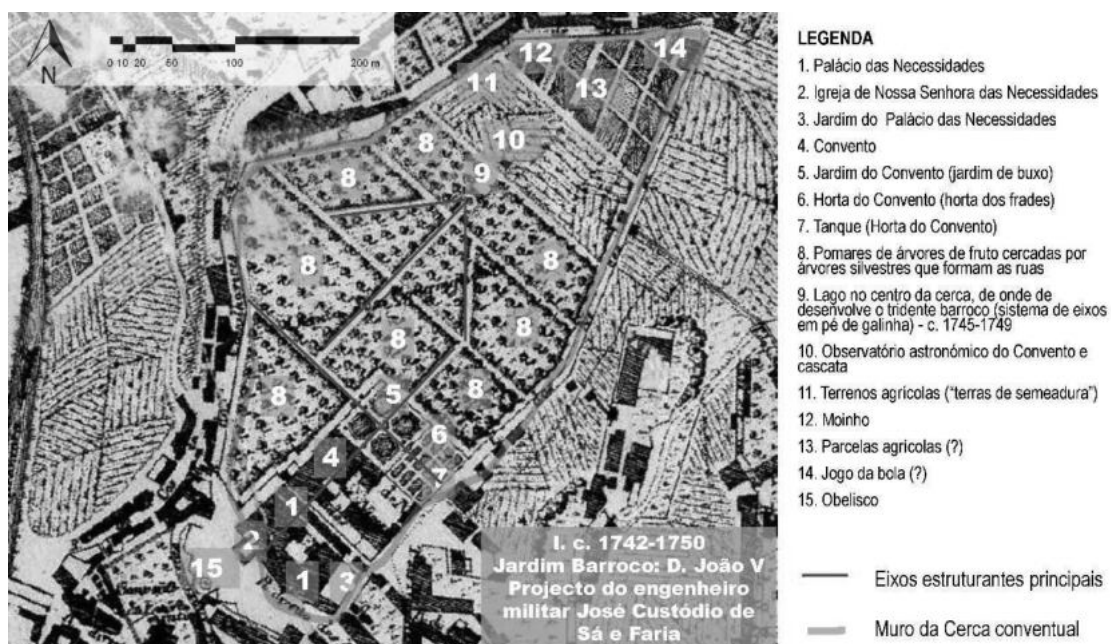 N
0 10 20 50 100 200 m
12
14
11
13
8
10
8
9
8
8
8
8
5
8
8
6
4
7
1
2
15
1
3
I. c. 1742-1750
Jardim Barroco: D. João V
Projecto do engenheiro
militar José Custódio de
Sá e Faria
LEGENDA
1. Palácio das Necessidades
2. Igreja de Nossa Senhora das Necessidades
3. Jardim do Palácio das Necessidades
4. Convento
5. Jardim do Convento (jardim de buxo)
6. Horta do Convento (horta dos frades)
7. Tanque (Horta do Convento)
8. Pomares de árvores de fruto cercadas por
árvores silvestres que formam as ruas
9. Lago no centro da cerca, de onde de
desenvolve o tridente barroco (sistema de eixos
em pé de galinha) - c. 1745-1749
10. Observatório astronómico do Convento e
cascata
11. Terrenos agrícolas ("terras de semeadura")
12. Moinho
13. Parcelas agrícolas (?)
14. Jogo da bola (?)
15. Obelisco
Eixos estruturantes principais
Muro da Cerca conventual